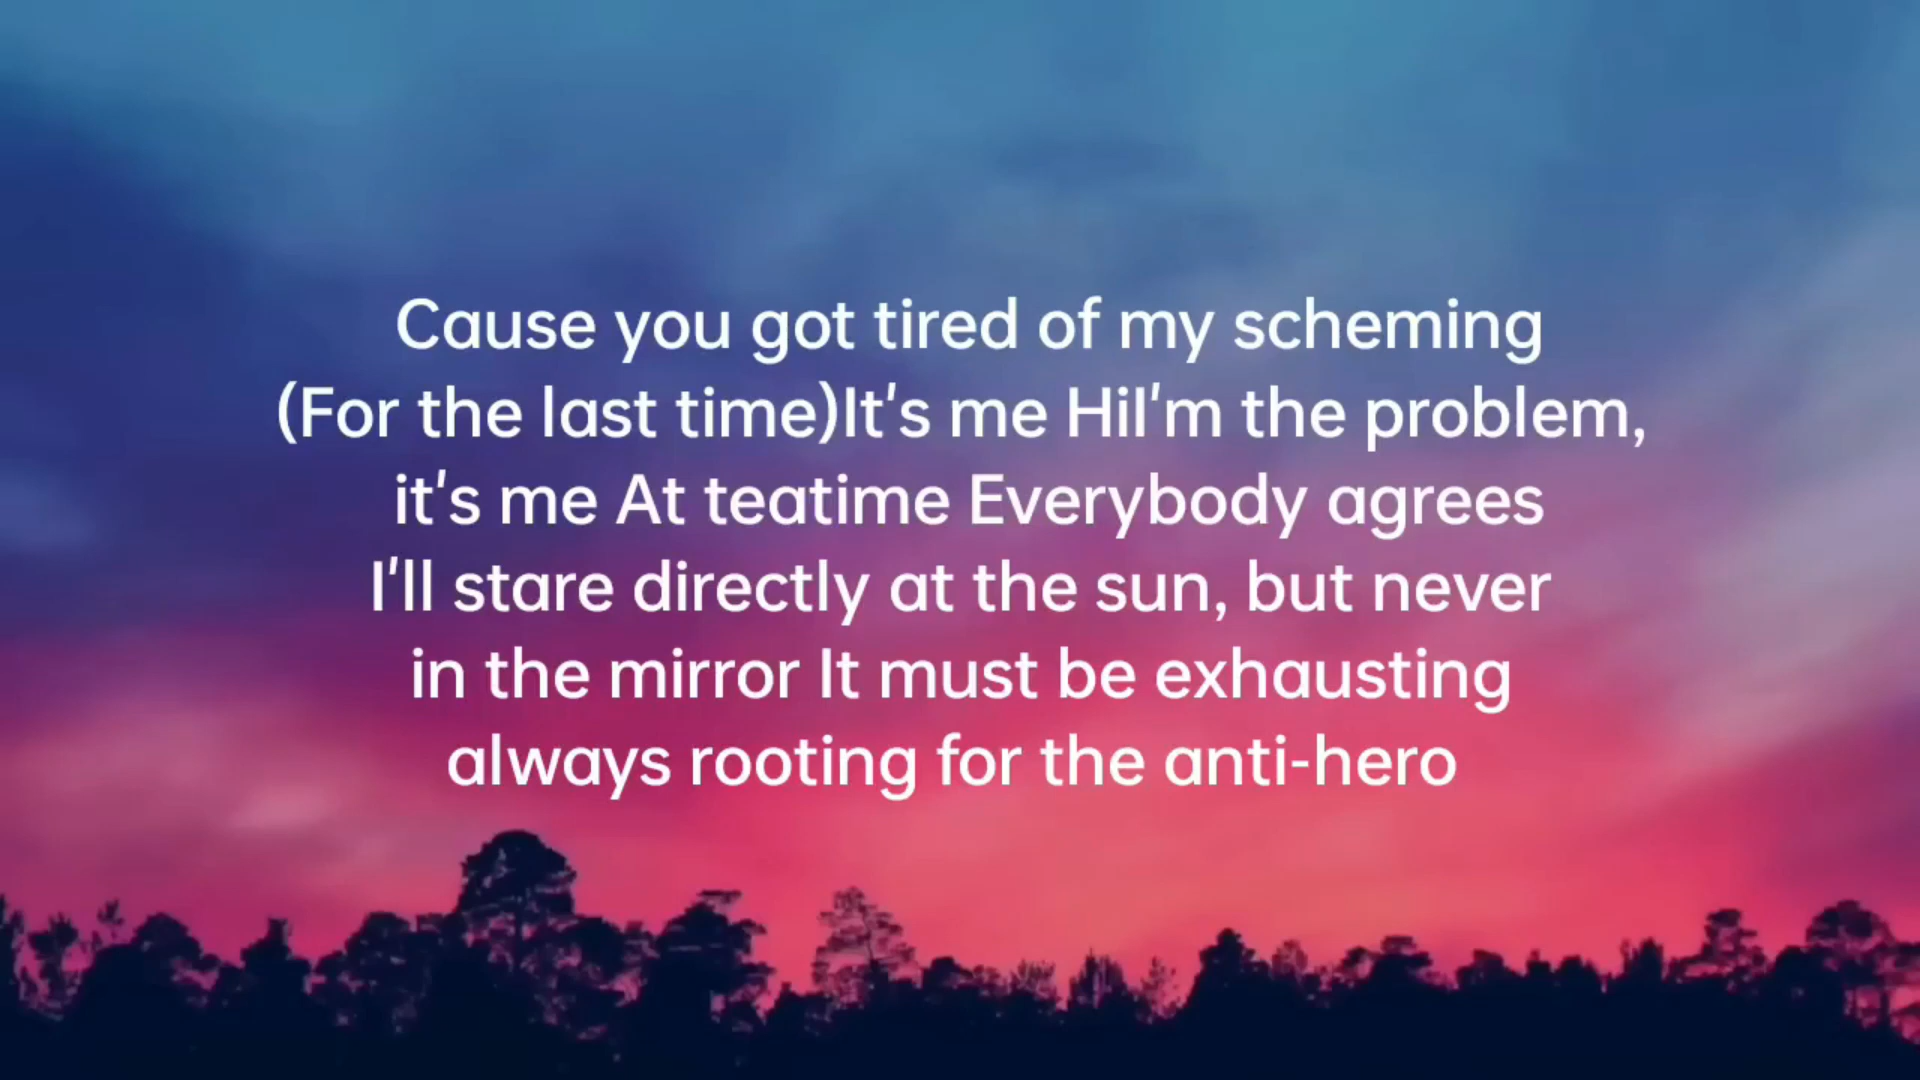 Cause you got tired of my scheming
(For the last time)It's me HiI'm the problem,
it's me At teatime Everybody agrees
I'll stare directly at the sun, but never
in the mirror It must be exhausting
always rooting for the anti-hero